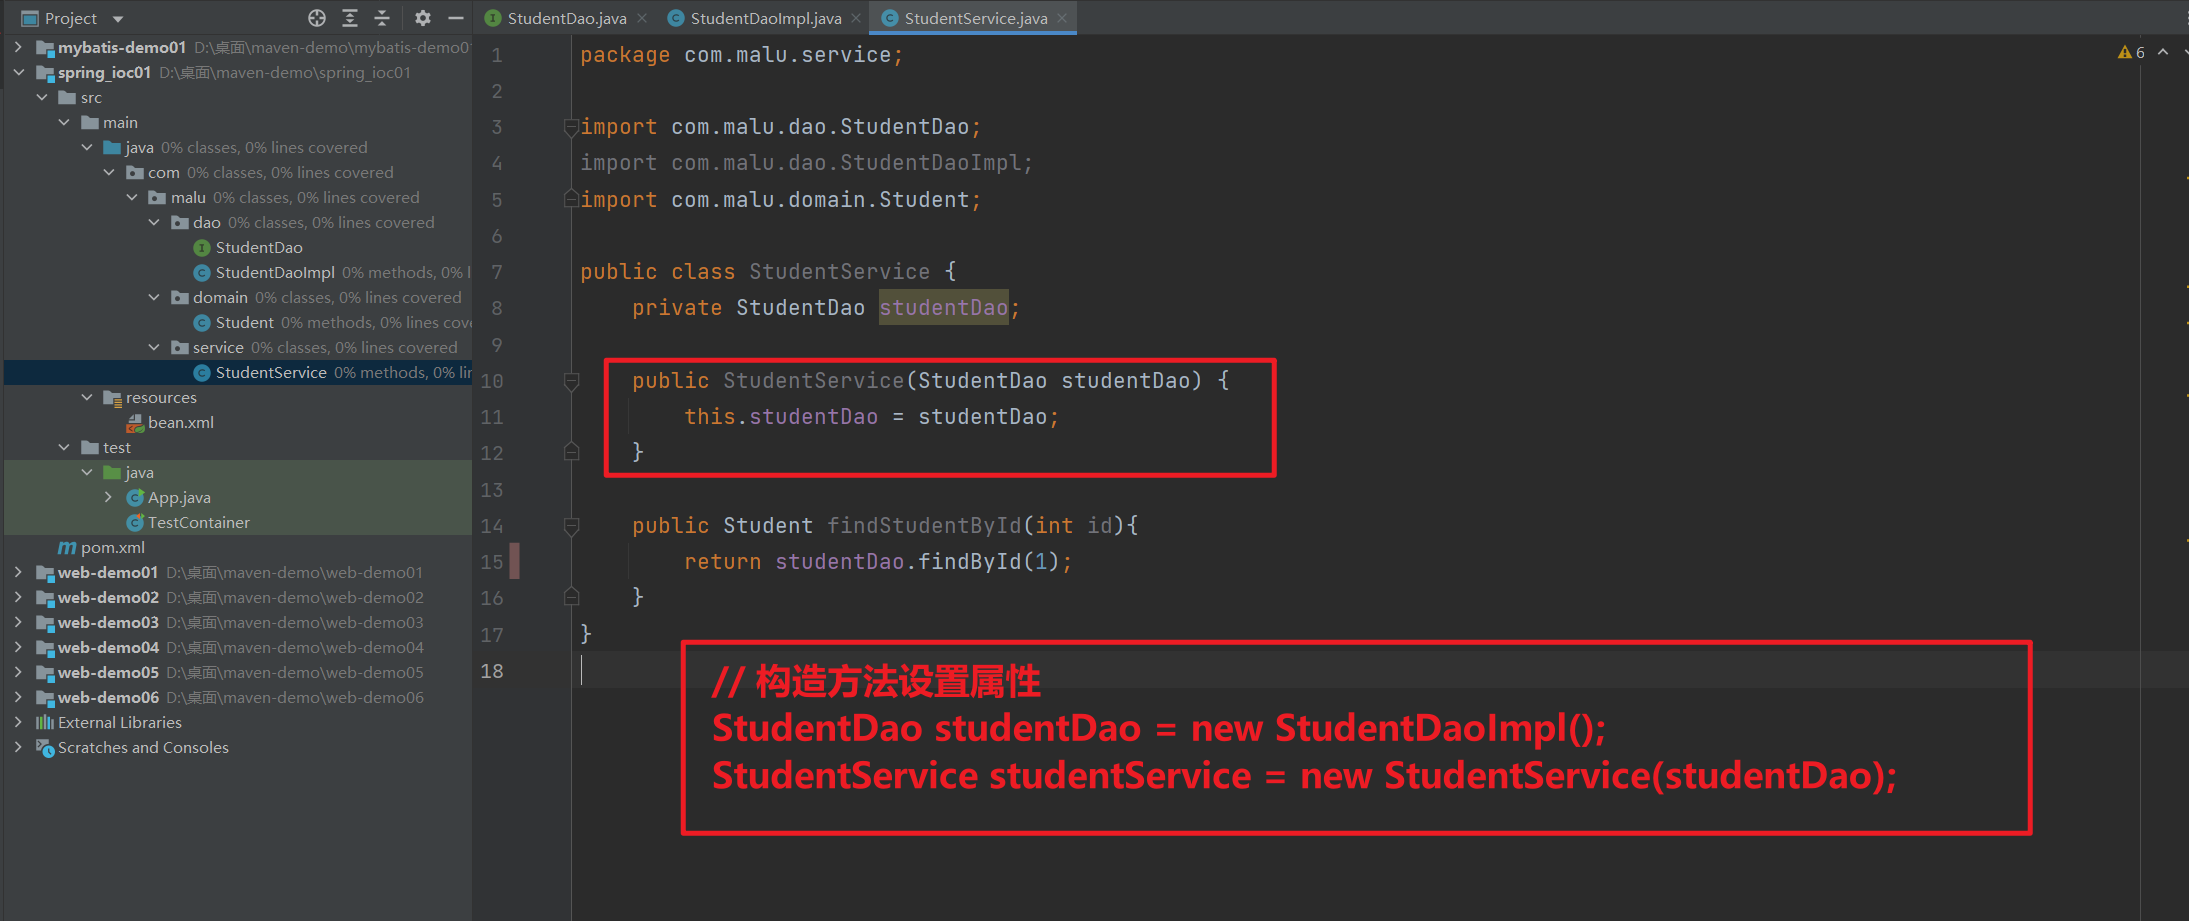 Project
StudentDao.java
StudentDaoImpl.java
StudentService.java
mybatis-demo01 D:\桌面\maven-demo\mybatis-demo01
spring_ioc01 D:\桌面\maven-demo\spring_ioc01
src
main
java 0% classes, 0% lines covered
com 0% classes, 0% lines covered
malu 0% classes, 0% lines covered
dao 0% classes, 0% lines covered
StudentDao
StudentDaoImpl 0% methods, 0% l
domain 0% classes, 0% lines covered
Student 0% methods, 0% lines cove
service 0% classes, 0% lines covered
StudentService 0% methods, 0% lin
resources
bean.xml
test
java
App.java
TestContainer
pom.xml
web-demo01 D:\桌面\maven-demo\web-demo01
web-demo02 D:\桌面\maven-demo\web-demo02
web-demo03 D:\桌面\maven-demo\web-demo03
web-demo04 D:\桌面\maven-demo\web-demo04
web-demo05 D:\桌面\maven-demo\web-demo05
web-demo06 D:\桌面\maven-demo\web-demo06
External Libraries
Scratches and Consoles
6
1 package com.malu.service;
2
3 import com.malu.dao.StudentDao;
4 import com.malu.dao.StudentDaoImpl;
5 import com.malu.domain.Student;
6
7 public class StudentService {
8 private StudentDao studentDao;
9
10 public StudentService(StudentDao studentDao) {
11 this.studentDao = studentDao;
12 }
13
14 public Student findStudentById(int id){
15 return studentDao.findById(1);
16 }
17 }
18
// 构造方法设置属性
StudentDao studentDao = new StudentDaoImpl();
StudentService studentService = new StudentService(studentDao);